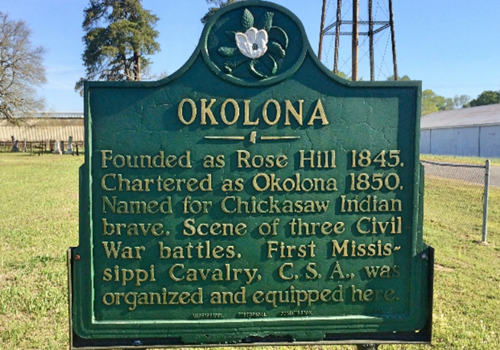 OKOLONA
Founded as Rose Hill 1845.
Chartered as Okolona 1850.
Named for Chickasaw Indian
brave. Scene of three Civil
War battles. First Missis-
sippi Cavalry, C. S. A., was
organized and equipped here.